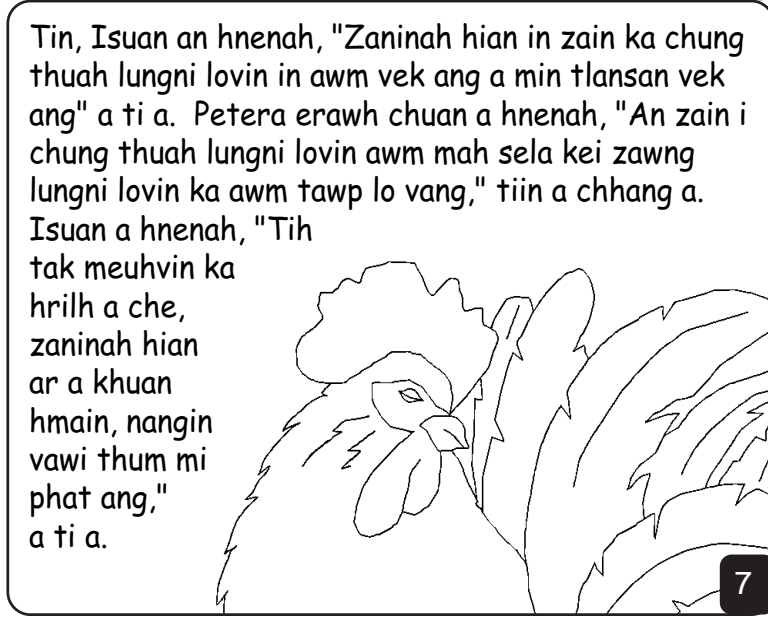 Tin, Isuan an hnenah, "Zaninah hian in zain ka chung
thuah lungni lovin in awm vek ang a min tlansan vek
ang" a ti a.  Petera erawh chuan a hnenah, "An zain i
chung thuah lungni lovin awm mah sela kei zawng
lungni lovin ka awm tawp lo vang," tiin a chhang a.
Isuan a hnenah, "Tih
tak meuhvin ka
hrilh a che,
zaninah hian
ar a khuan
hmain, nangin
vawi thum mi
phat ang,"
a ti a.
7